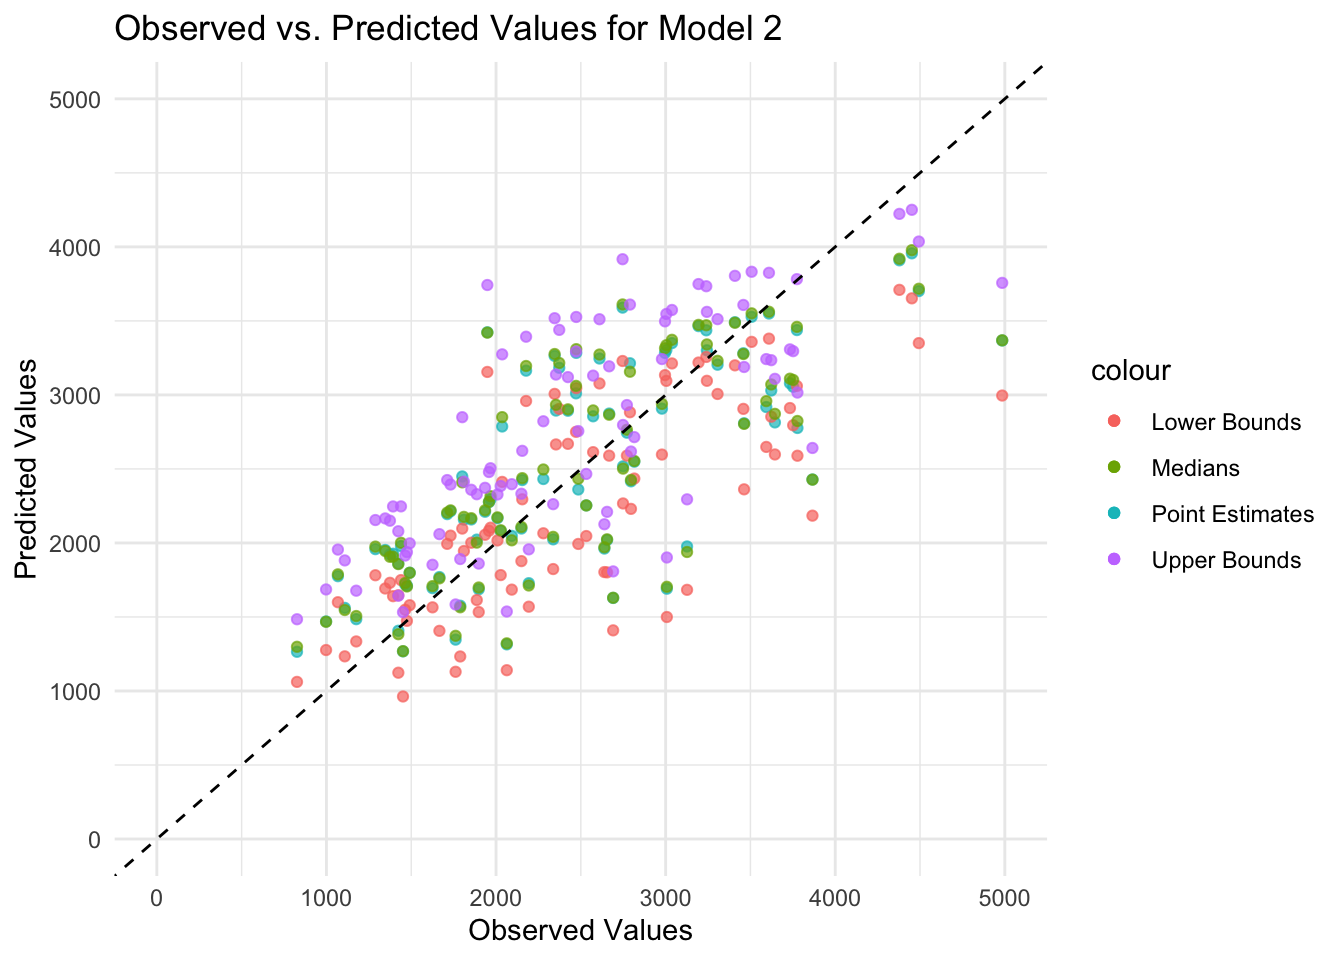 Observed vs. Predicted Values for Model 2
5000
4000
3000
2000
1000
0
Predicted Values
0 1000 2000 3000 4000 5000
Observed Values
colour
Lower Bounds
Medians
Point Estimates
Upper Bounds